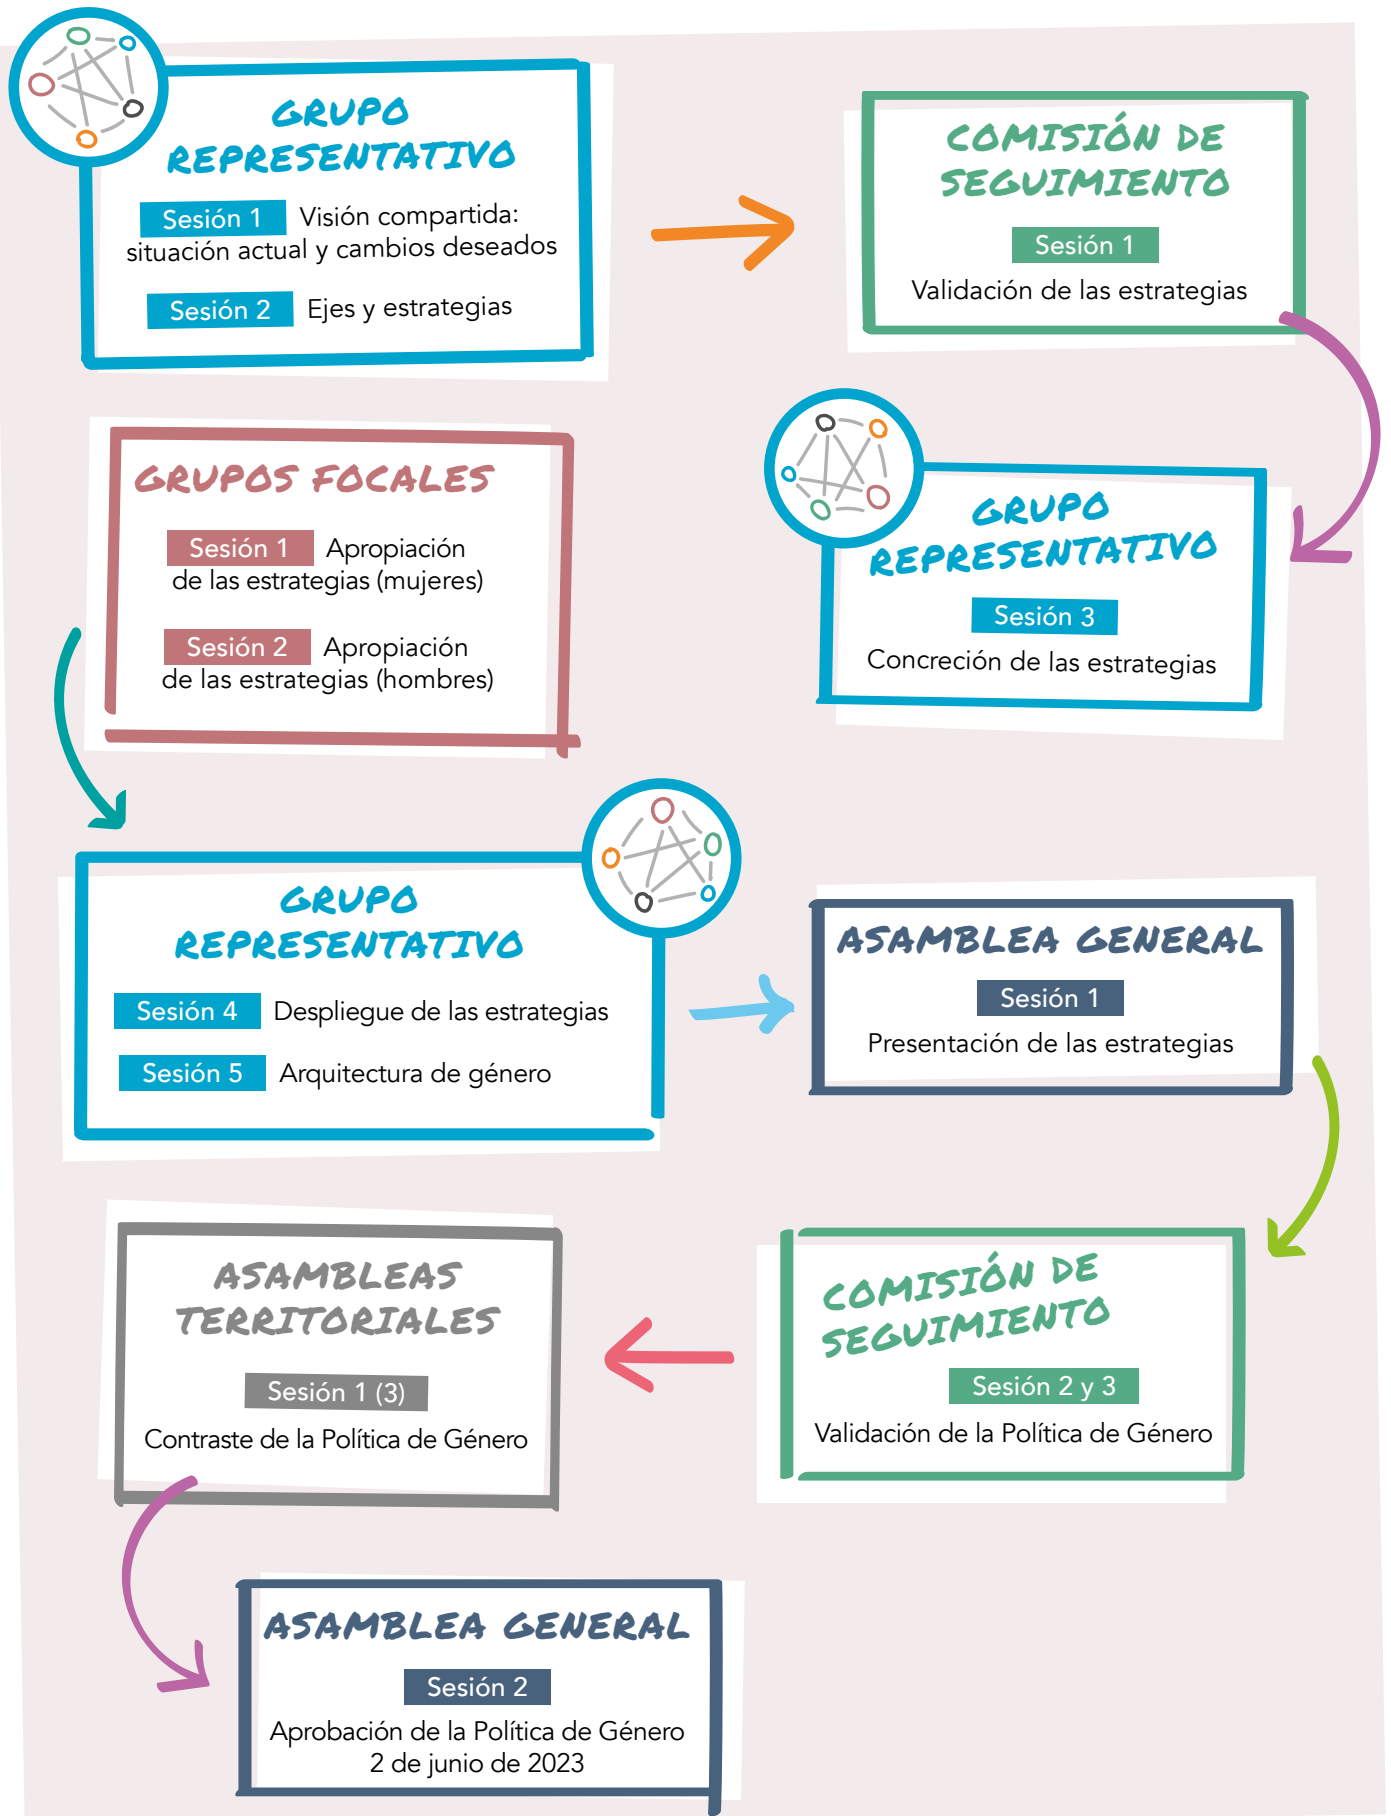 GRUPO
REPRESENTATIVO
Sesión 1 Visión compartida:
situación actual y cambios deseados
Sesión 2 Ejes y estrategias
COMISIÓN DE
SEGUIMIENTO
Sesión 1
Validación de las estrategias
GRUPO
REPRESENTATIVO
Sesión 3
Concreción de las estrategias
GRUPOS FOCALES
Sesión 1 Apropiación
de las estrategias (mujeres)
Sesión 2 Apropiación
de las estrategias (hombres)
GRUPO
REPRESENTATIVO
Sesión 4 Despliegue de las estrategias
Sesión 5 Arquitectura de género
ASAMBLEA GENERAL
Sesión 1
Presentación de las estrategias
COMISIÓN DE
SEGUIMIENTO
Sesión 2 y 3
Validación de la Política de Género
ASAMBLEAS
TERRITORIALES
Sesión 1 (3)
Contraste de la Política de Género
ASAMBLEA GENERAL
Sesión 2
Aprobación de la Política de Género
2 de junio de 2023